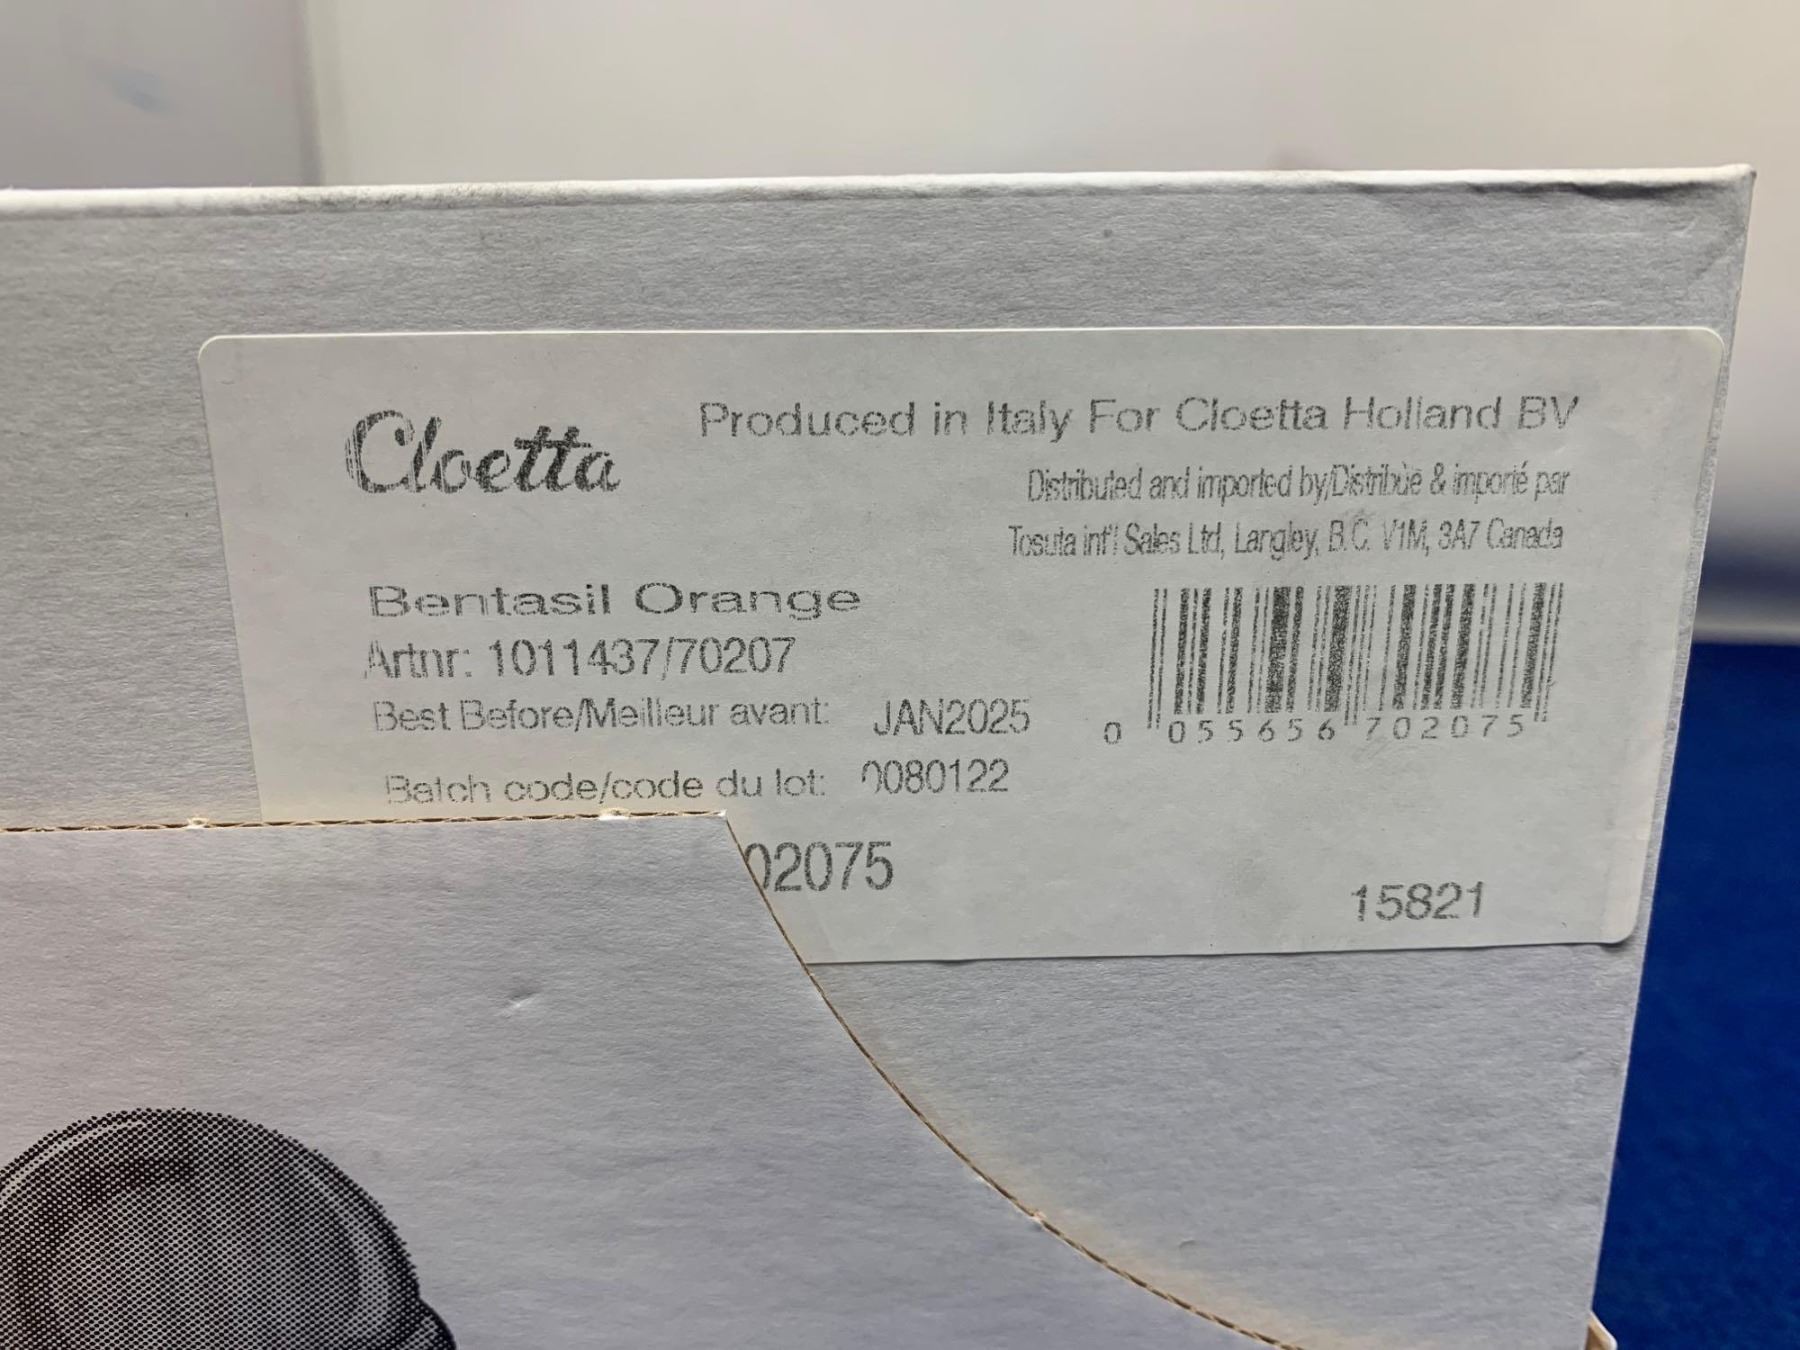 Cloetta
Produced in Italy For Cloetta Holland BV
Distributed and imported by/Distribùe & importé par
Tosuta int'l Sales Ltd, Langley, B.C. V1M, 3A7 Canada
Bentasil Orange
Artnr: 1011437/70207
Best Before/Meilleur avant: JAN2025
Batch code/code du lot: 0080122
0 055656 702075
02075
15821